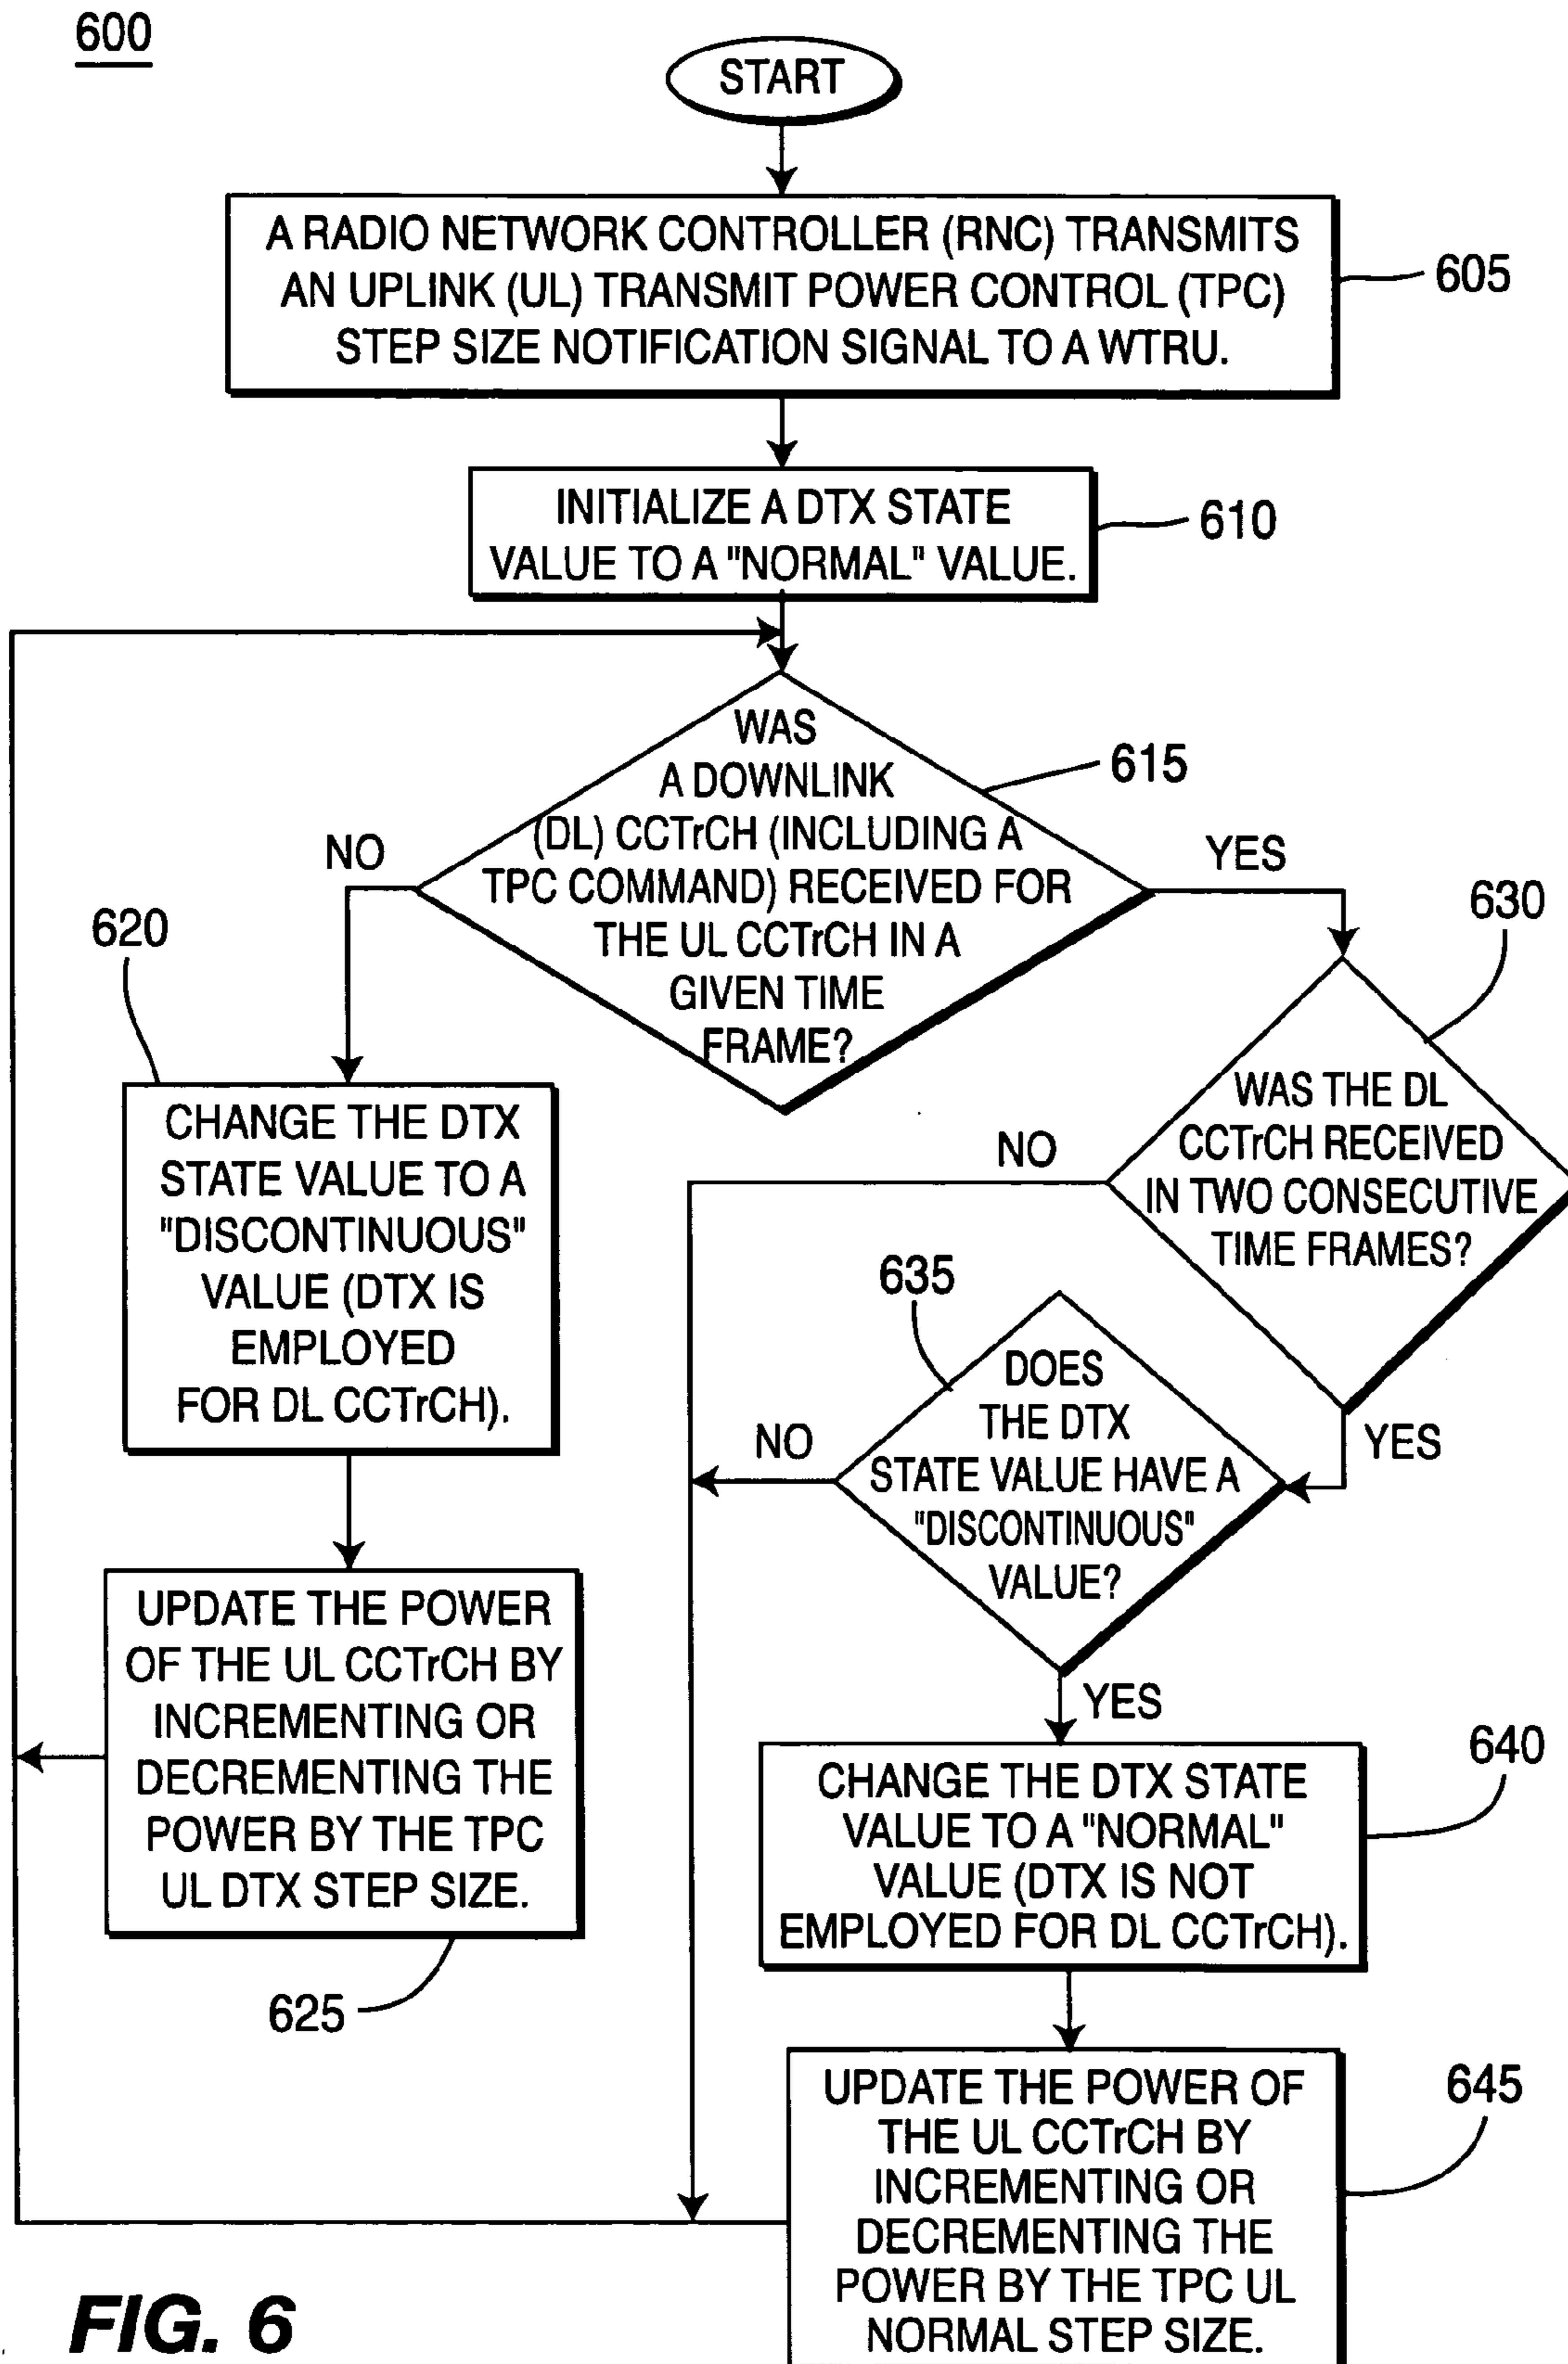 600
START
A RADIO NETWORK CONTROLLER (RNC) TRANSMITS
AN UPLINK (UL) TRANSMIT POWER CONTROL (TPC)
STEP SIZE NOTIFICATION SIGNAL TO A WTRU.
605
INITIALIZE A DTX STATE
VALUE TO A "NORMAL" VALUE.
610
WAS
A DOWNLINK
(DL) CCTrCH (INCLUDING A
TPC COMMAND) RECEIVED FOR
THE UL CCTrCH IN A
GIVEN TIME
FRAME?
615
NO
YES
620
CHANGE THE DTX
STATE VALUE TO A
"DISCONTINUOUS"
VALUE (DTX IS
EMPLOYED
FOR DL CCTrCH).
UPDATE THE POWER
OF THE UL CCTrCH BY
INCREMENTING OR
DECREMENTING THE
POWER BY THE TPC
UL DTX STEP SIZE.
625
630
WAS THE DL
CCTrCH RECEIVED
IN TWO CONSECUTIVE
TIME FRAMES?
NO
YES
635
DOES
THE DTX
STATE VALUE HAVE A
"DISCONTINUOUS"
VALUE?
NO
YES
640
CHANGE THE DTX STATE
VALUE TO A "NORMAL"
VALUE (DTX IS NOT
EMPLOYED FOR DL CCTrCH).
645
UPDATE THE POWER OF
THE UL CCTrCH BY
INCREMENTING OR
DECREMENTING THE
POWER BY THE TPC UL
NORMAL STEP SIZE.
FIG. 6